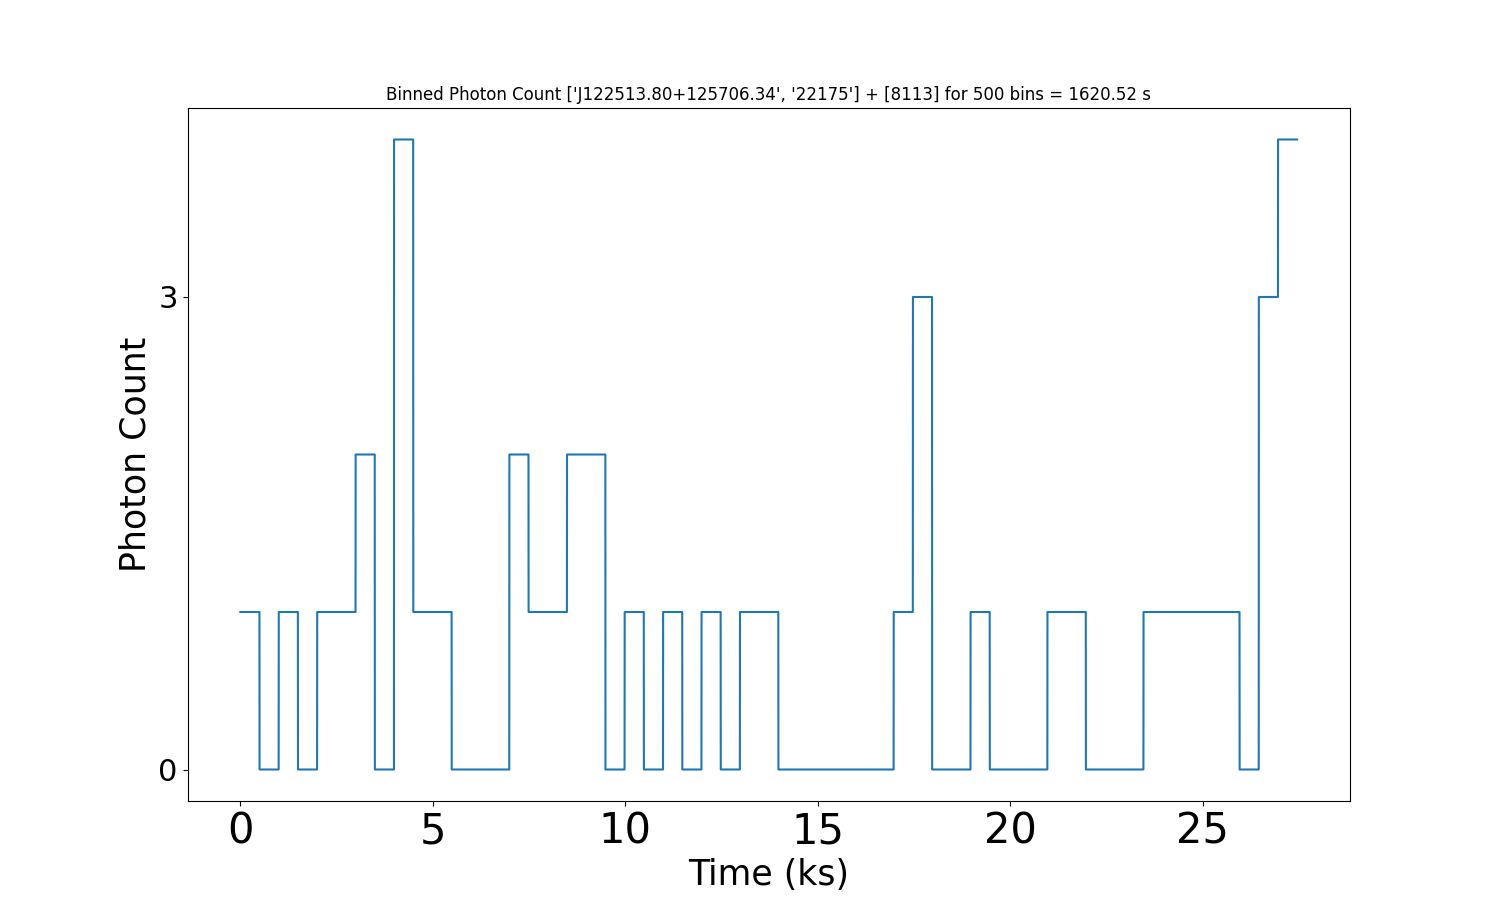 Binned Photon Count ['J122513.80+125706.34', '22175'] + [8113] for 500 bins = 1620.52 s
Photon Count
3
0
0 5 10 15 20 25
Time (ks)